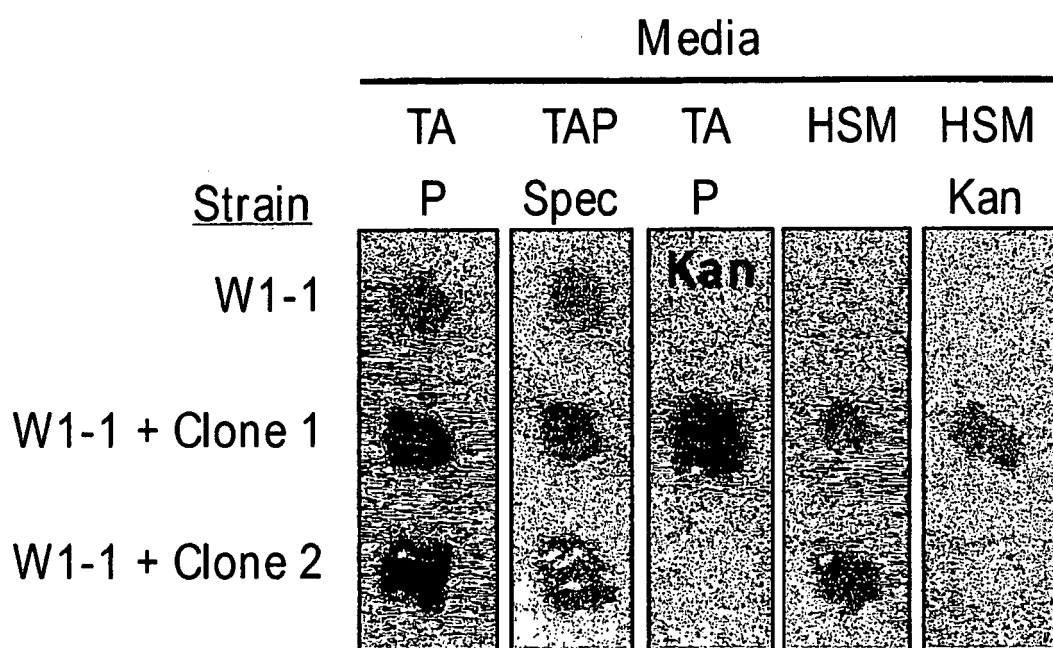 Media
TA TAP TA HSM HSM
Strain P Spec P Kan
Kan
W1-1
W1-1 + Clone 1
W1-1 + Clone 2